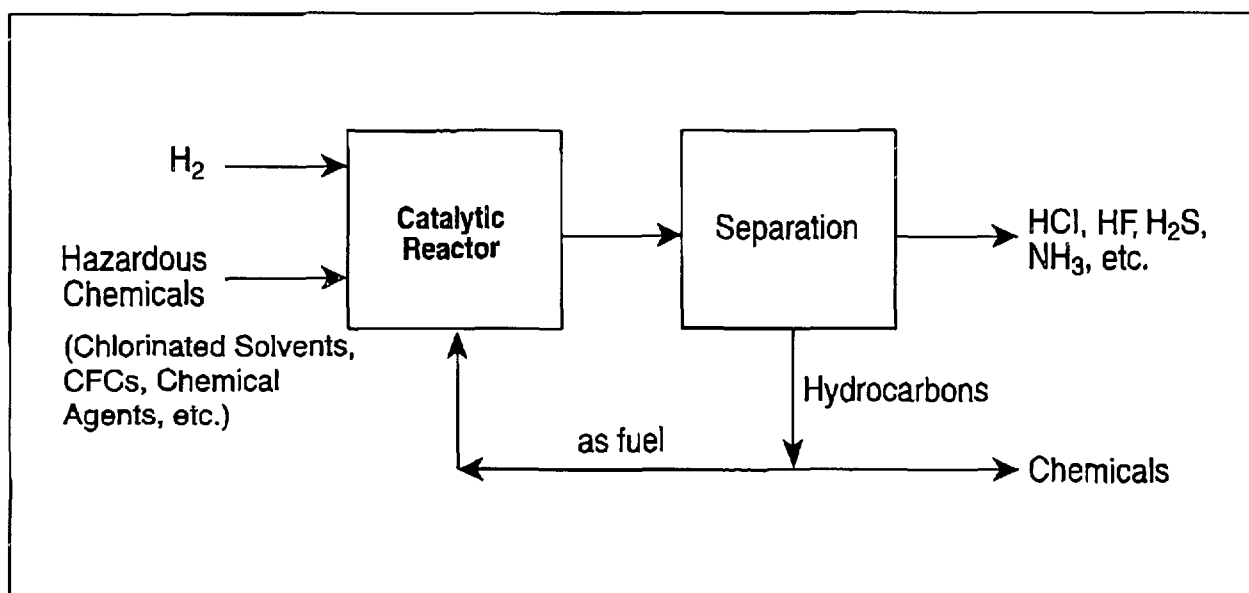 H₂
Catalytic
Reactor
Separation
HCl, HF, H₂S,
NH₃, etc.
Hazardous
Chemicals
(Chlorinated Solvents,
CFCs, Chemical
Agents, etc.)
Hydrocarbons
as fuel
Chemicals